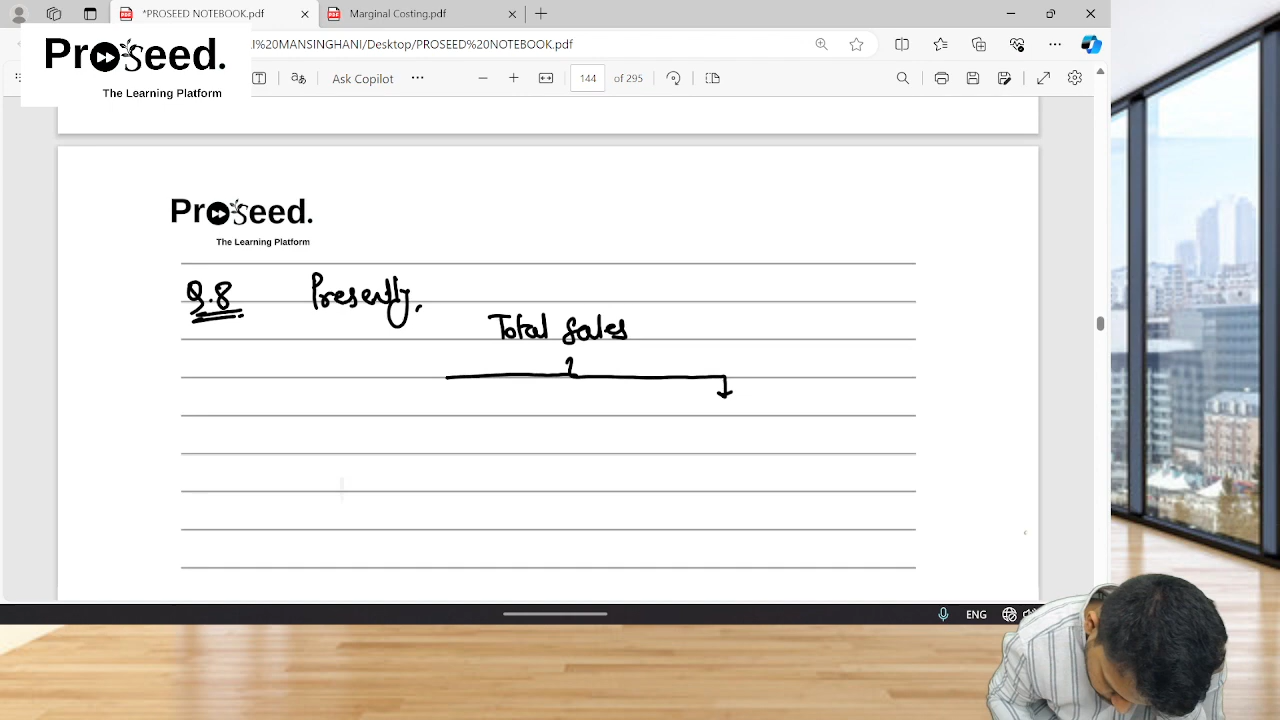 *PROSEED NOTEBOOK.pdf
Marginal Costing.pdf
Proseed.
The Learning Platform
I%20MANSINGHANI/Desktop/PROSEED%20NOTEBOOK.pdf
Ask Copilot
144 of 295
Proseed.
The Learning Platform
Q.8 Presently,
Total Sales
ENG